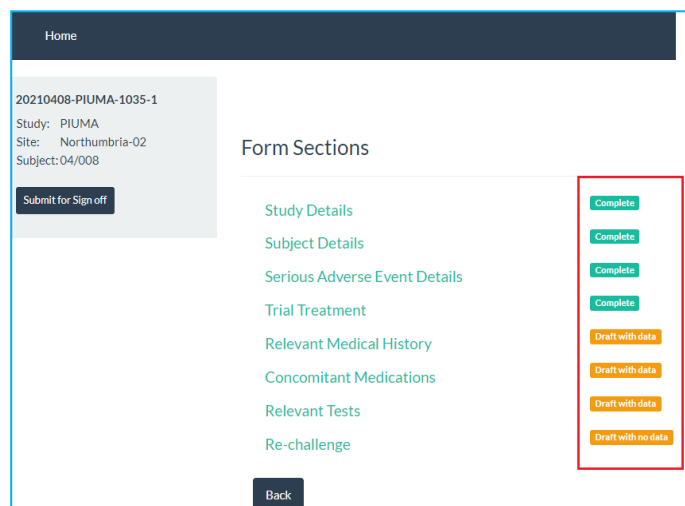 Home
20210408-PIUMA-1035-1
Study: PIUMA
Site: Northumbria-02
Subject: 04/008
Submit for Sign off
Form Sections
Study Details Complete
Subject Details Complete
Serious Adverse Event Details Complete
Trial Treatment Complete
Relevant Medical History Draft with data
Concomitant Medications Draft with data
Relevant Tests Draft with data
Re-challenge Draft with no data
Back